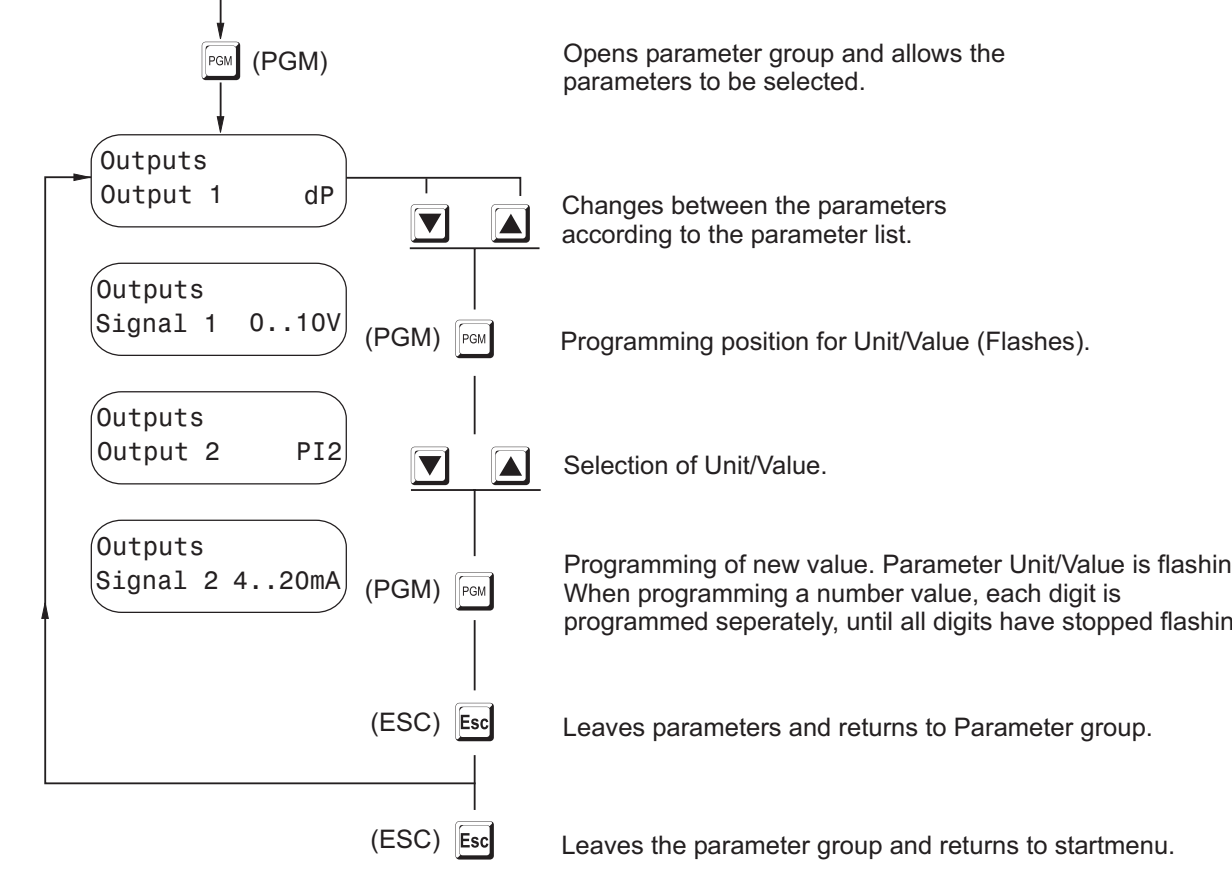 PGM (PGM)
Opens parameter group and allows the
parameters to be selected.
Outputs
Output 1 dP
Changes between the parameters
according to the parameter list.
Outputs
Signal 1 0..10V
(PGM) PGM
Programming position for Unit/Value (Flashes).
Outputs
Output 2 PI2
Selection of Unit/Value.
Outputs
Signal 2 4..20mA
(PGM) PGM
Programming of new value. Parameter Unit/Value is flashin
When programming a number value, each digit is
programmed seperately, until all digits have stopped flashin
(ESC) Esc
Leaves parameters and returns to Parameter group.
(ESC) Esc
Leaves the parameter group and returns to startmenu.